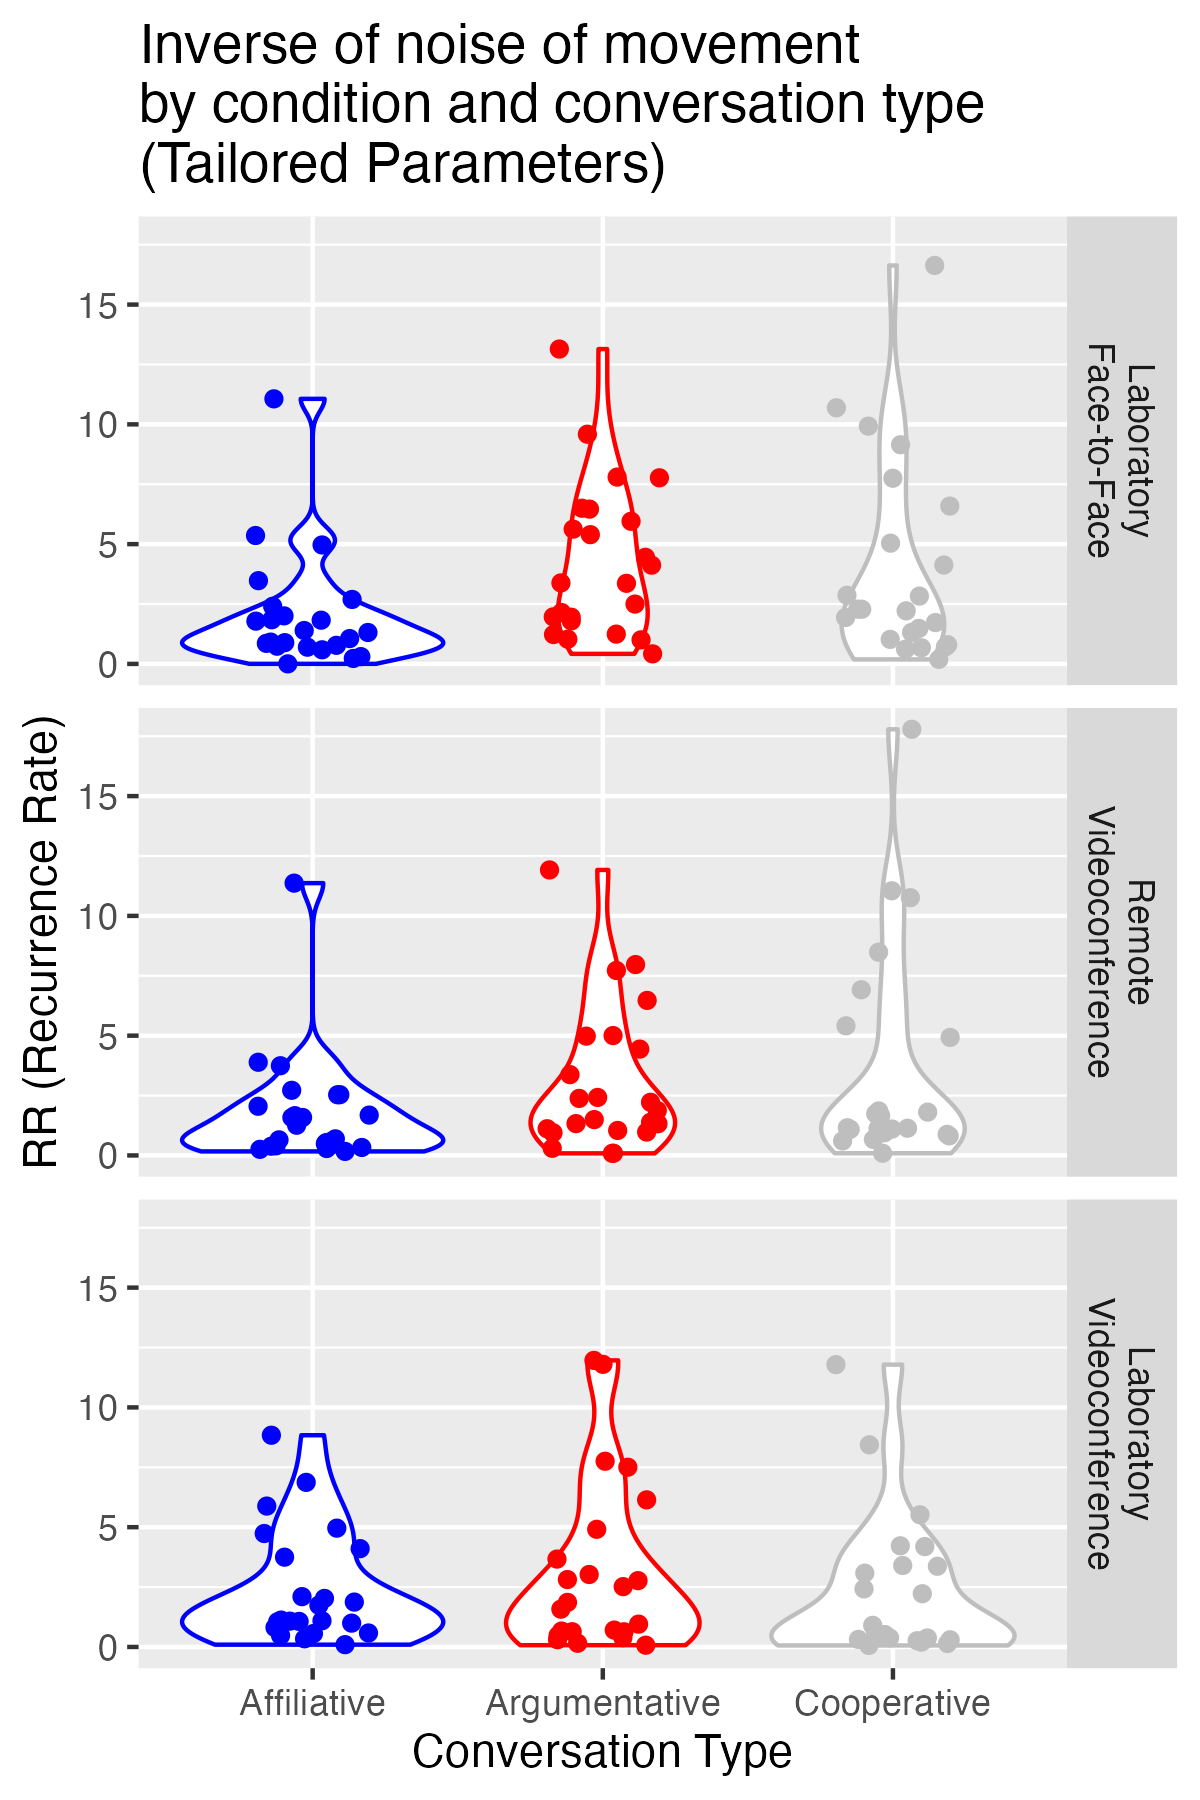 Inverse of noise of movement
by condition and conversation type
(Tailored Parameters)
RR (Recurrence Rate)
15
10
5
0
Laboratory
Face-to-Face
15
10
5
0
Remote
Videoconference
15
10
5
0
Laboratory
Videoconference
Affiliative
Argumentative
Cooperative
Conversation Type